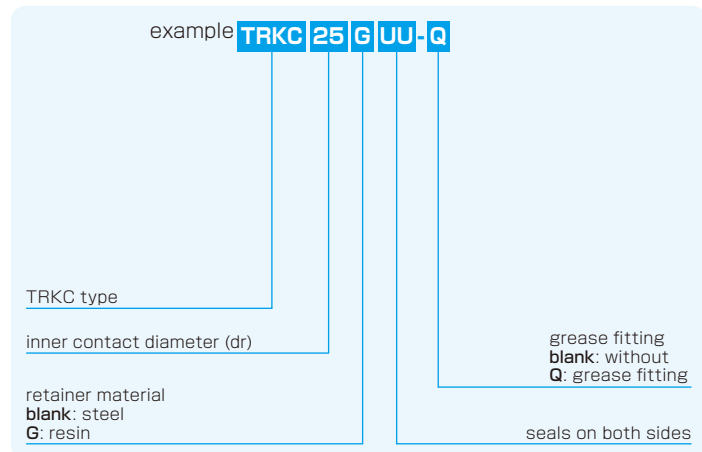 example TRKC 25 G UU-Q
TRKC type
inner contact diameter (dr)
retainer material
blank: steel
G: resin
grease fitting
blank: without
Q: grease fitting
seals on both sides